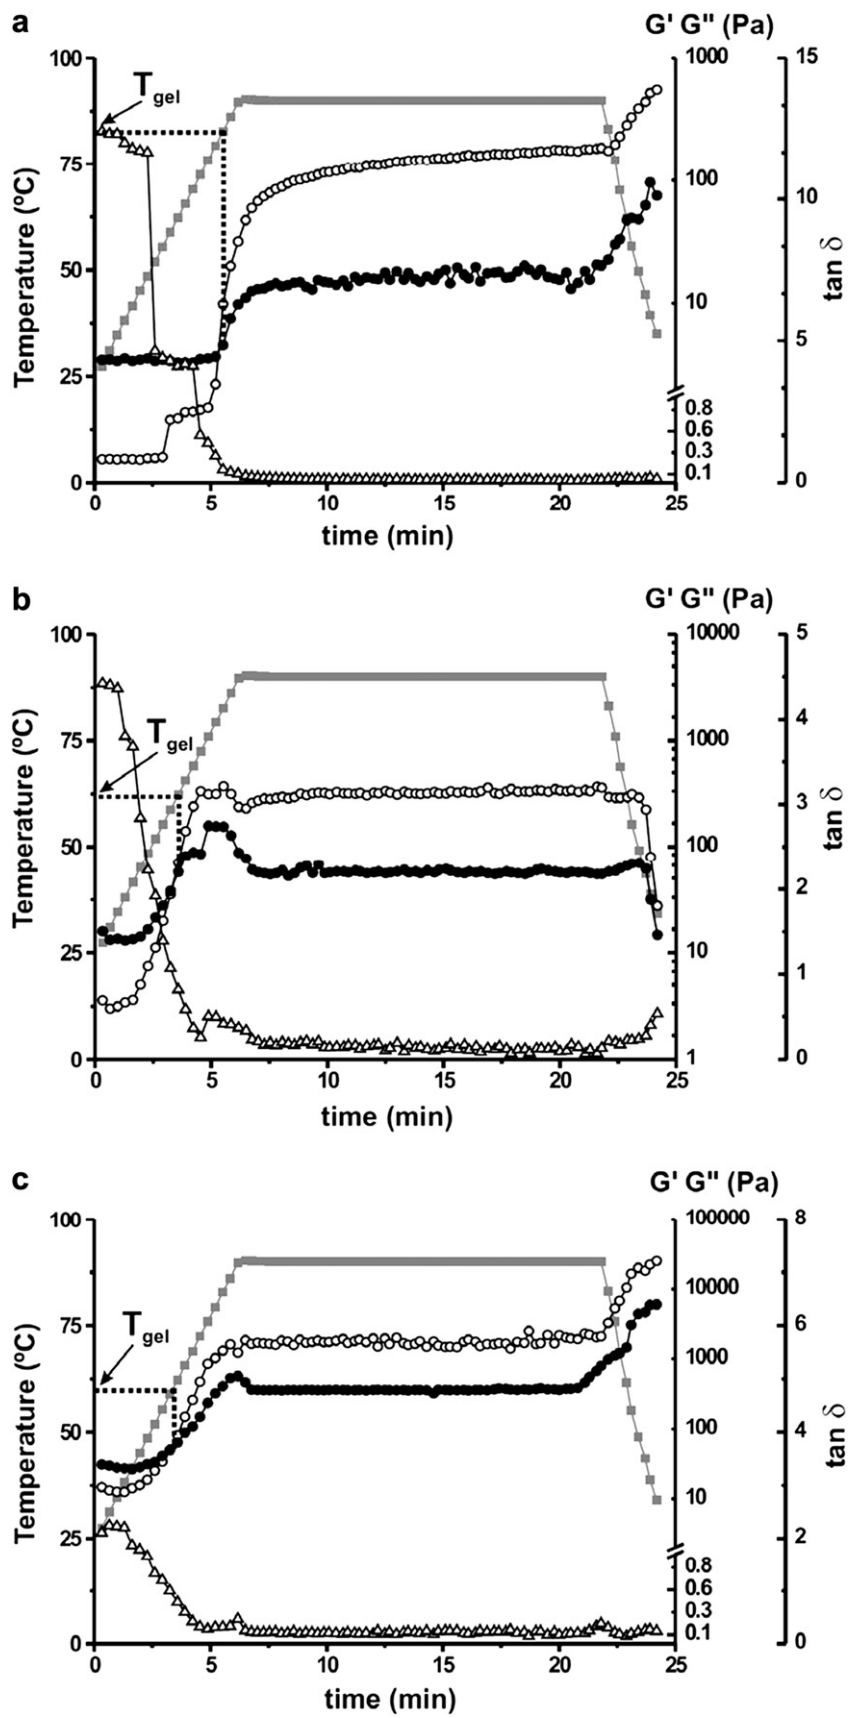 a
G' G" (Pa)
100
75
50
25
0
Temperature (ºC)
T gel
1000
100
10
0.8
0.6
0.3
0.1
15
10
5
0
tan δ
0 5 10 15 20 25
time (min)
b
G' G" (Pa)
100
75
50
25
0
Temperature (ºC)
T gel
10000
1000
100
10
1
5
4
3
2
1
0
tan δ
0 5 10 15 20 25
time (min)
c
G' G" (Pa)
100
75
50
25
0
Temperature (ºC)
T gel
100000
10000
1000
100
10
0.8
0.6
0.3
0.1
8
6
4
2
0
tan δ
0 5 10 15 20 25
time (min)